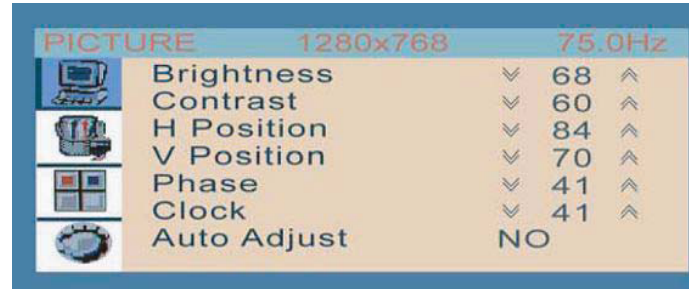 PICTURE 1280x768 75.0Hz
Brightness 68
Contrast 60
H Position 84
V Position 70
Phase 41
Clock 41
Auto Adjust NO